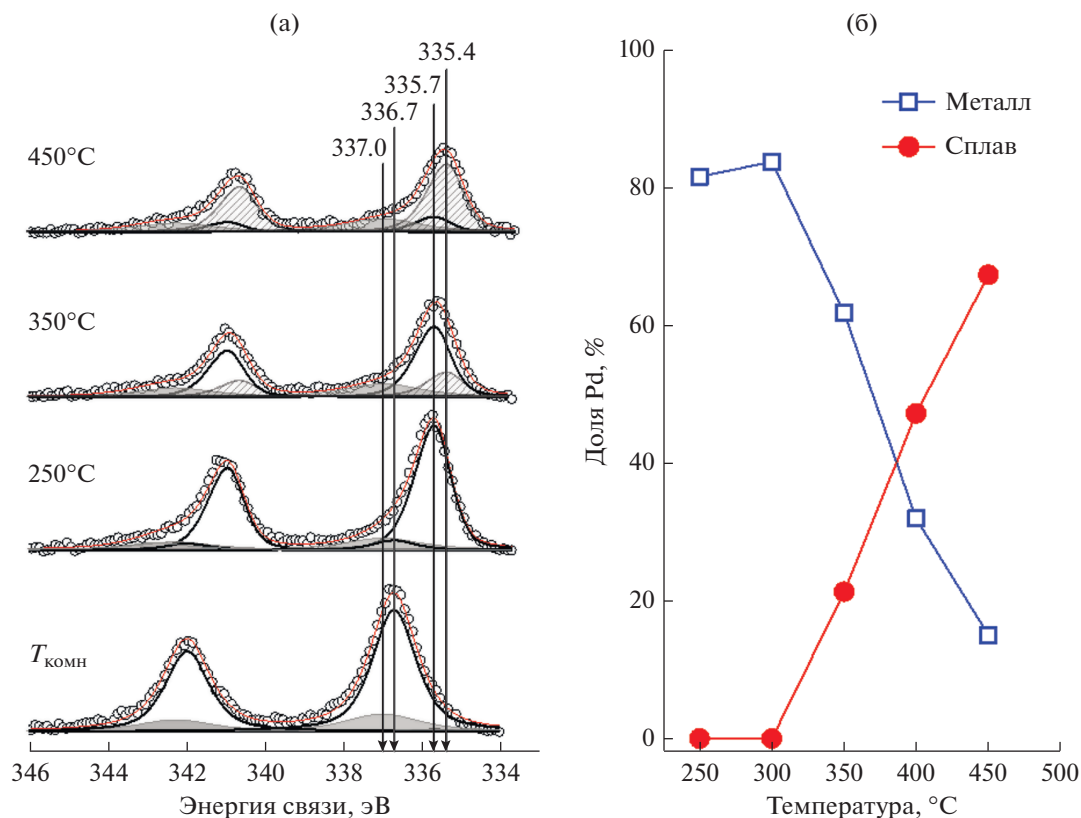 (а)
335.4
335.7
336.7
337.0
450°C
350°C
250°C
Tкомн
346 344 342 340 338 336 334
Энергия связи, эВ
(б)
100
80
60
40
20
0
Доля Pd, %
Металл
Сплав
250 300 350 400 450 500
Температура, °C